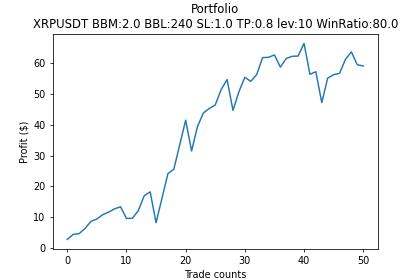 Portfolio
XRPUSDT BBM:2.0 BBL:240 SL:1.0 TP:0.8 lev:10 WinRatio:80.0
60
50
40
30
20
10
0
Profit ($)
0 10 20 30 40 50
Trade counts